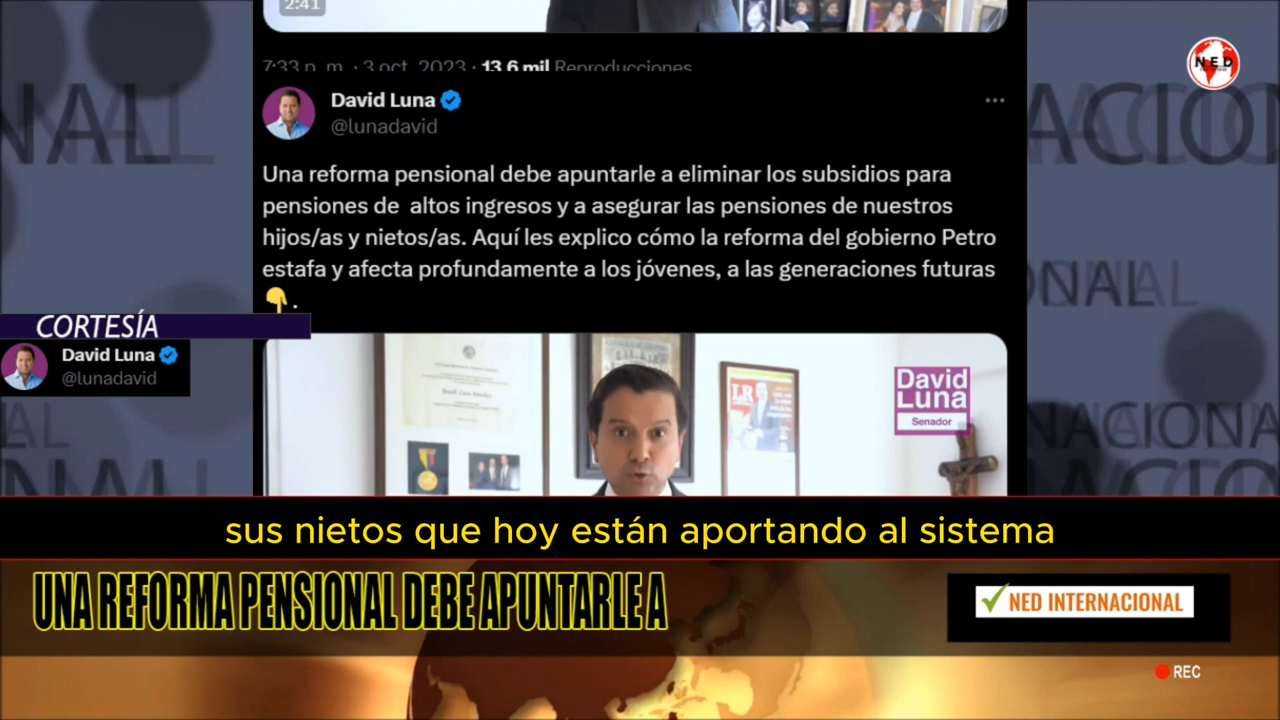 2:41
7:33 p. m. · 3 oct. 2023 · 13,6 mil Reproducciones
NED
David Luna
@lunadavid
Una reforma pensional debe apuntarle a eliminar los subsidios para
pensiones de altos ingresos y a asegurar las pensiones de nuestros
hijos/as y nietos/as. Aquí les explico cómo la reforma del gobierno Petro
estafa y afecta profundamente a los jóvenes, a las generaciones futuras
👇.
CORTESÍA
David Luna
@lunadavid
LR
David
Luna
Senador
sus nietos que hoy están aportando al sistema
UNA REFORMA PENSIONAL DEBE APUNTARLE A
NED INTERNACIONAL
REC